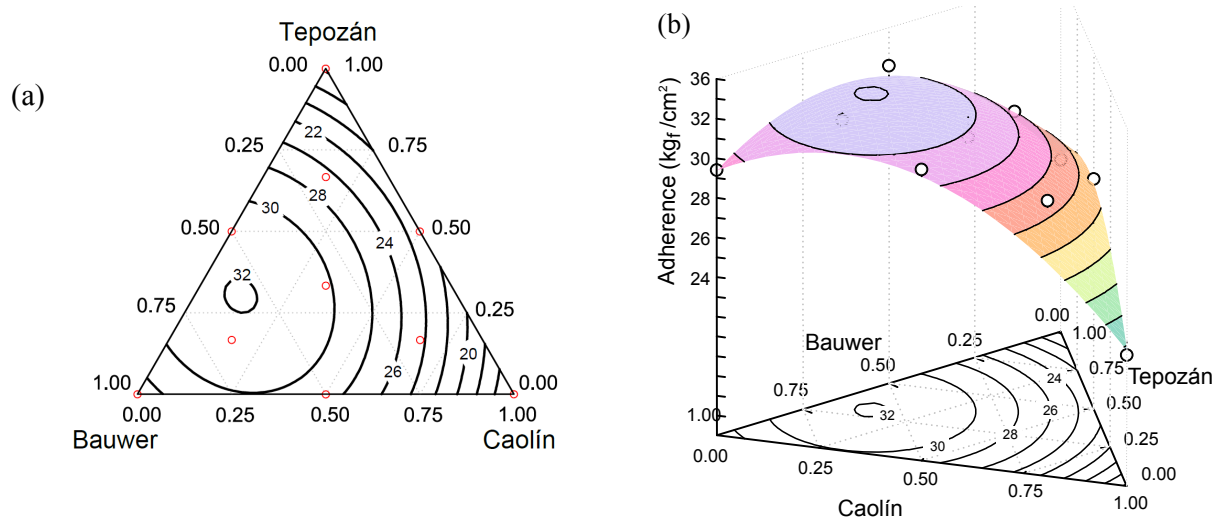 (a)
Tepozán
0.00 1.00
22
0.25 0.75
28
30
24
0.50 0.50
32
0.75 0.25
26 20
1.00 0.00
0.00 0.25 0.50 0.75 1.00
Bauwer Caolín
(b)
Adherence (kgf/cm²)
36
34
32
30
28
26
24
0.00
1.00
Bauwer 0.25
0.50 24 0.75 Tepozán
0.75 26 0.50
32 28
1.00 30 0.25
0.00 0.00
0.25 0.50 0.75 1.00
Caolín